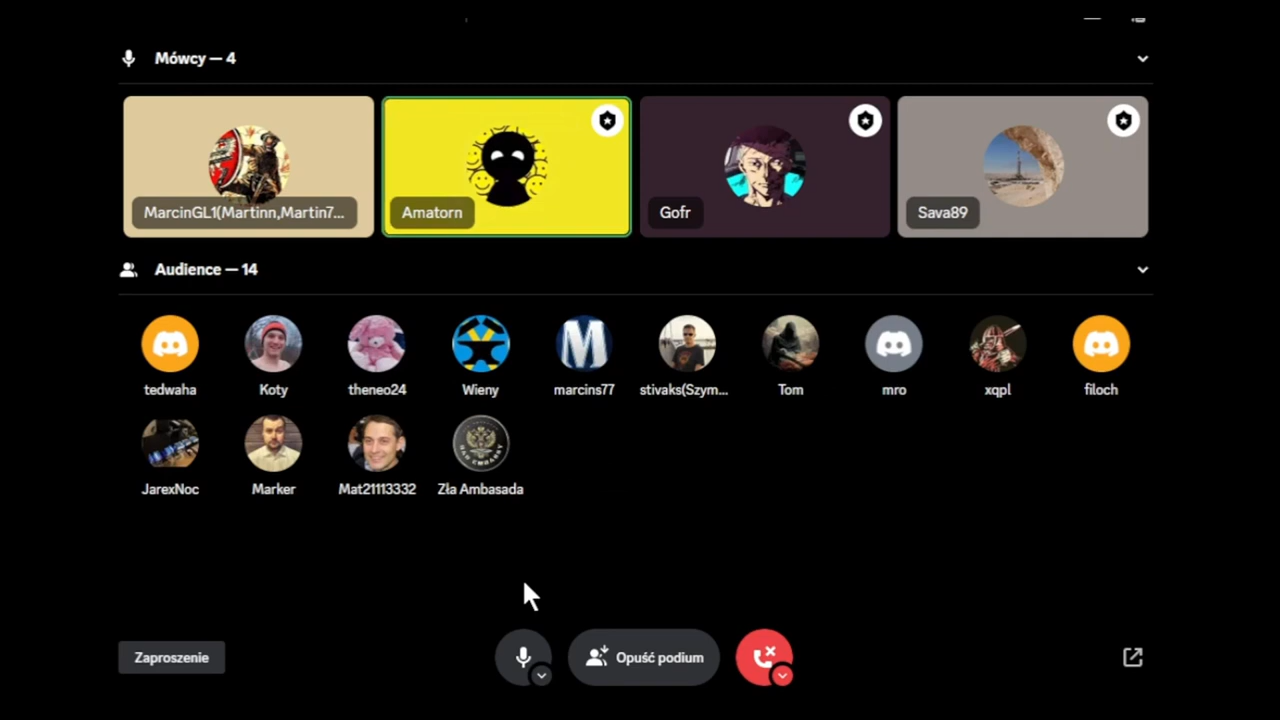 Mówcy — 4
MarcinGL1(Martinn,Martin7...
Amatorn
Gofr
Sava89
Audience — 14
tedwaha
Koty
theneo24
Wieny
marcins77
stivaks(Szym...
Tom
mro
xqpl
filoch
M
JarexNoc
Marker
Mat21113332
Zła Ambasada
Zaproszenie
Opuść podium